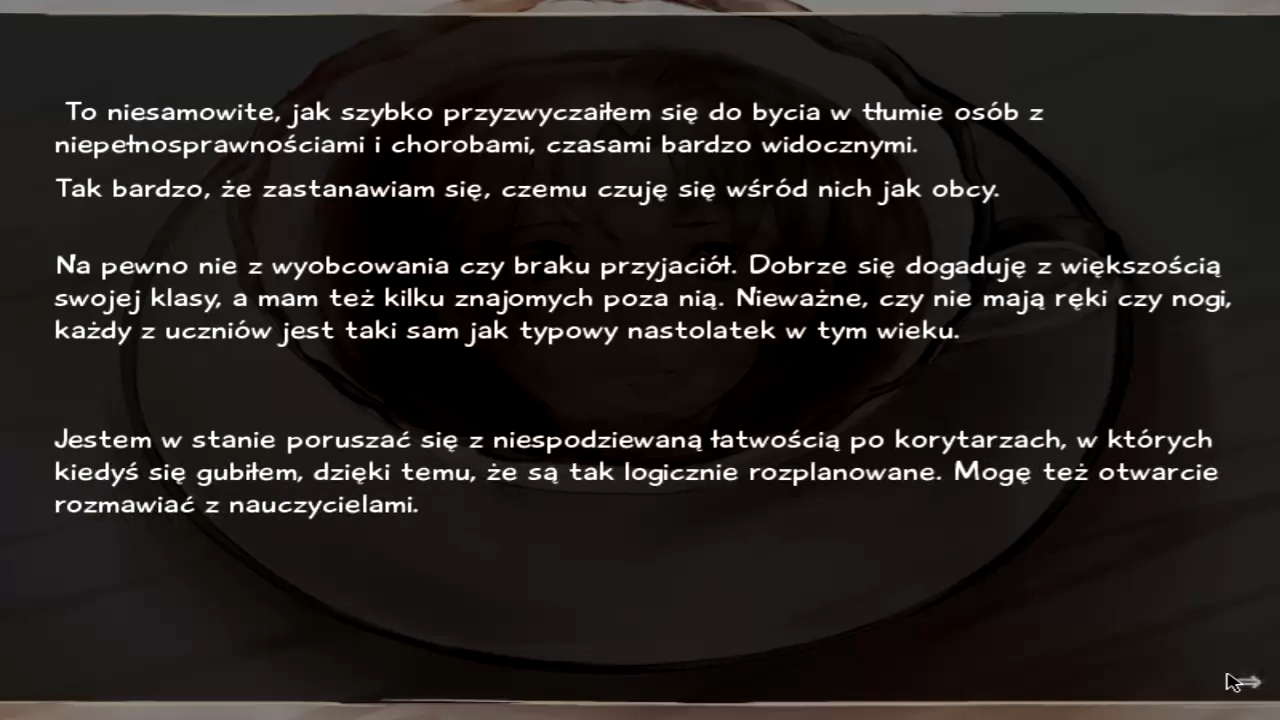 To niesamowite, jak szybko przyzwyczaiłem się do bycia w tłumie osób z
niepełnosprawnościami i chorobami, czasami bardzo widocznymi.
Tak bardzo, że zastanawiam się, czemu czuję się wśród nich jak obcy.
Na pewno nie z wyobcowania czy braku przyjaciół. Dobrze się dogaduję z większością
swojej klasy, a mam też kilku znajomych poza nią. Nieważne, czy nie mają ręki czy nogi,
każdy z uczniów jest taki sam jak typowy nastolatek w tym wieku.
Jestem w stanie poruszać się z niespodziewaną łatwością po korytarzach, w których
kiedyś się gubiłem, dzięki temu, że są tak logicznie rozplanowane. Mogę też otwarcie
rozmawiać z nauczycielami.